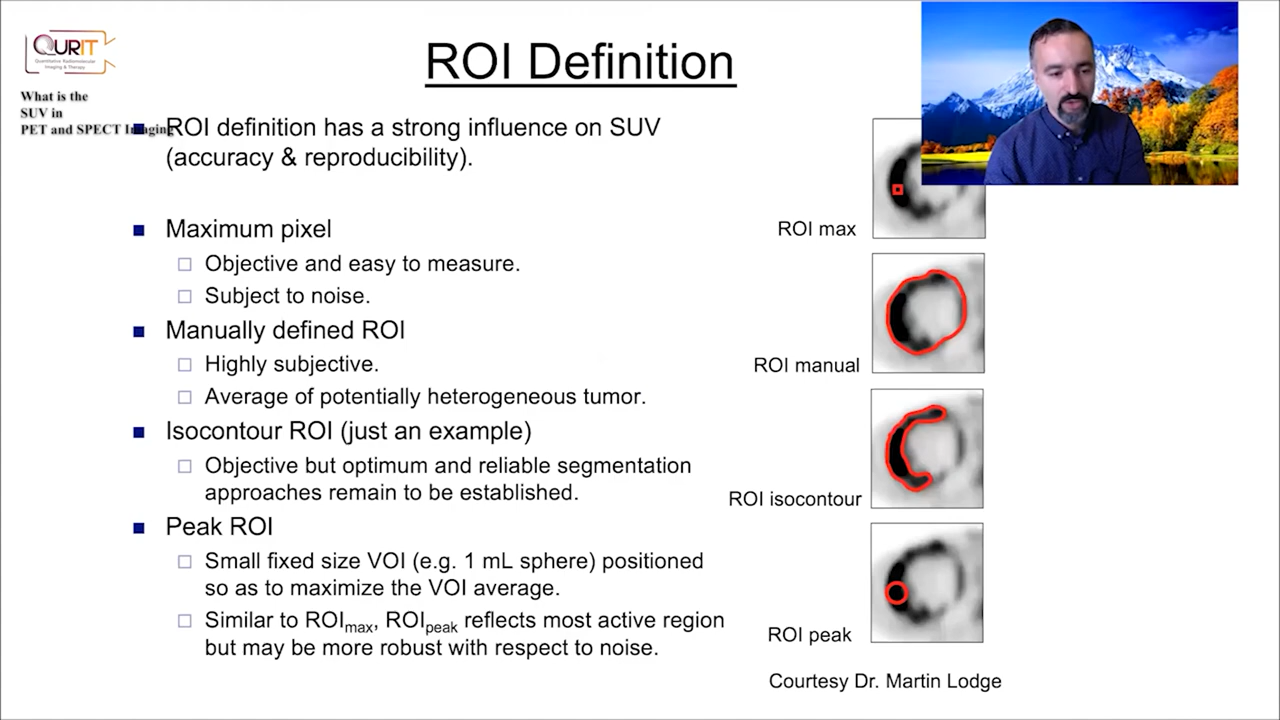 QURIT
Quantitative Radiomolecular
Imaging & Therapy
What is the
SUV in
PET and SPECT Imaging
ROI Definition
ROI definition has a strong influence on SUV
(accuracy & reproducibility).
Maximum pixel
Objective and easy to measure.
Subject to noise.
Manually defined ROI
Highly subjective.
Average of potentially heterogeneous tumor.
Isocontour ROI (just an example)
Objective but optimum and reliable segmentation
approaches remain to be established.
Peak ROI
Small fixed size VOI (e.g. 1 mL sphere) positioned
so as to maximize the VOI average.
Similar to ROImax, ROIpeak reflects most active region
but may be more robust with respect to noise.
ROI max
ROI manual
ROI isocontour
ROI peak
Courtesy Dr. Martin Lodge